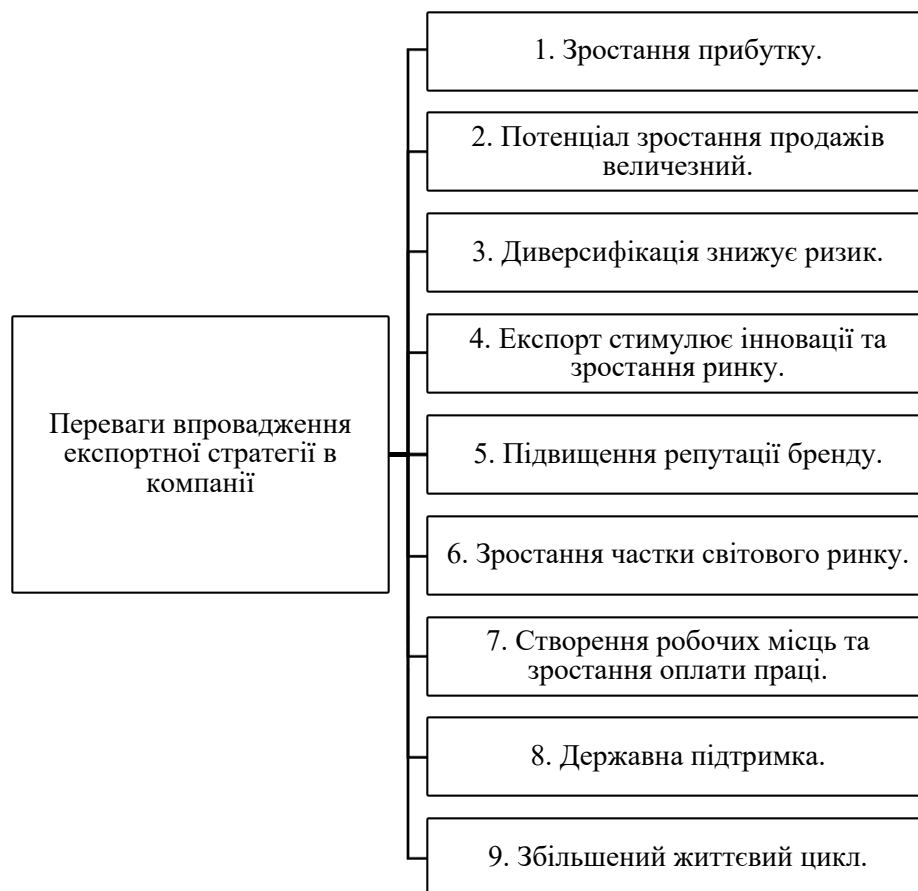 1. Зростання прибутку.
2. Потенціал зростання продажів
величезний.
3. Диверсифікація знижує ризик.
4. Експорт стимулює інновації та
зростання ринку.
Переваги впровадження
експортної стратегії в
компанії
5. Підвищення репутації бренду.
6. Зростання частки світового ринку.
7. Створення робочих місць та
зростання оплати праці.
8. Державна підтримка.
9. Збільшений життєвий цикл.